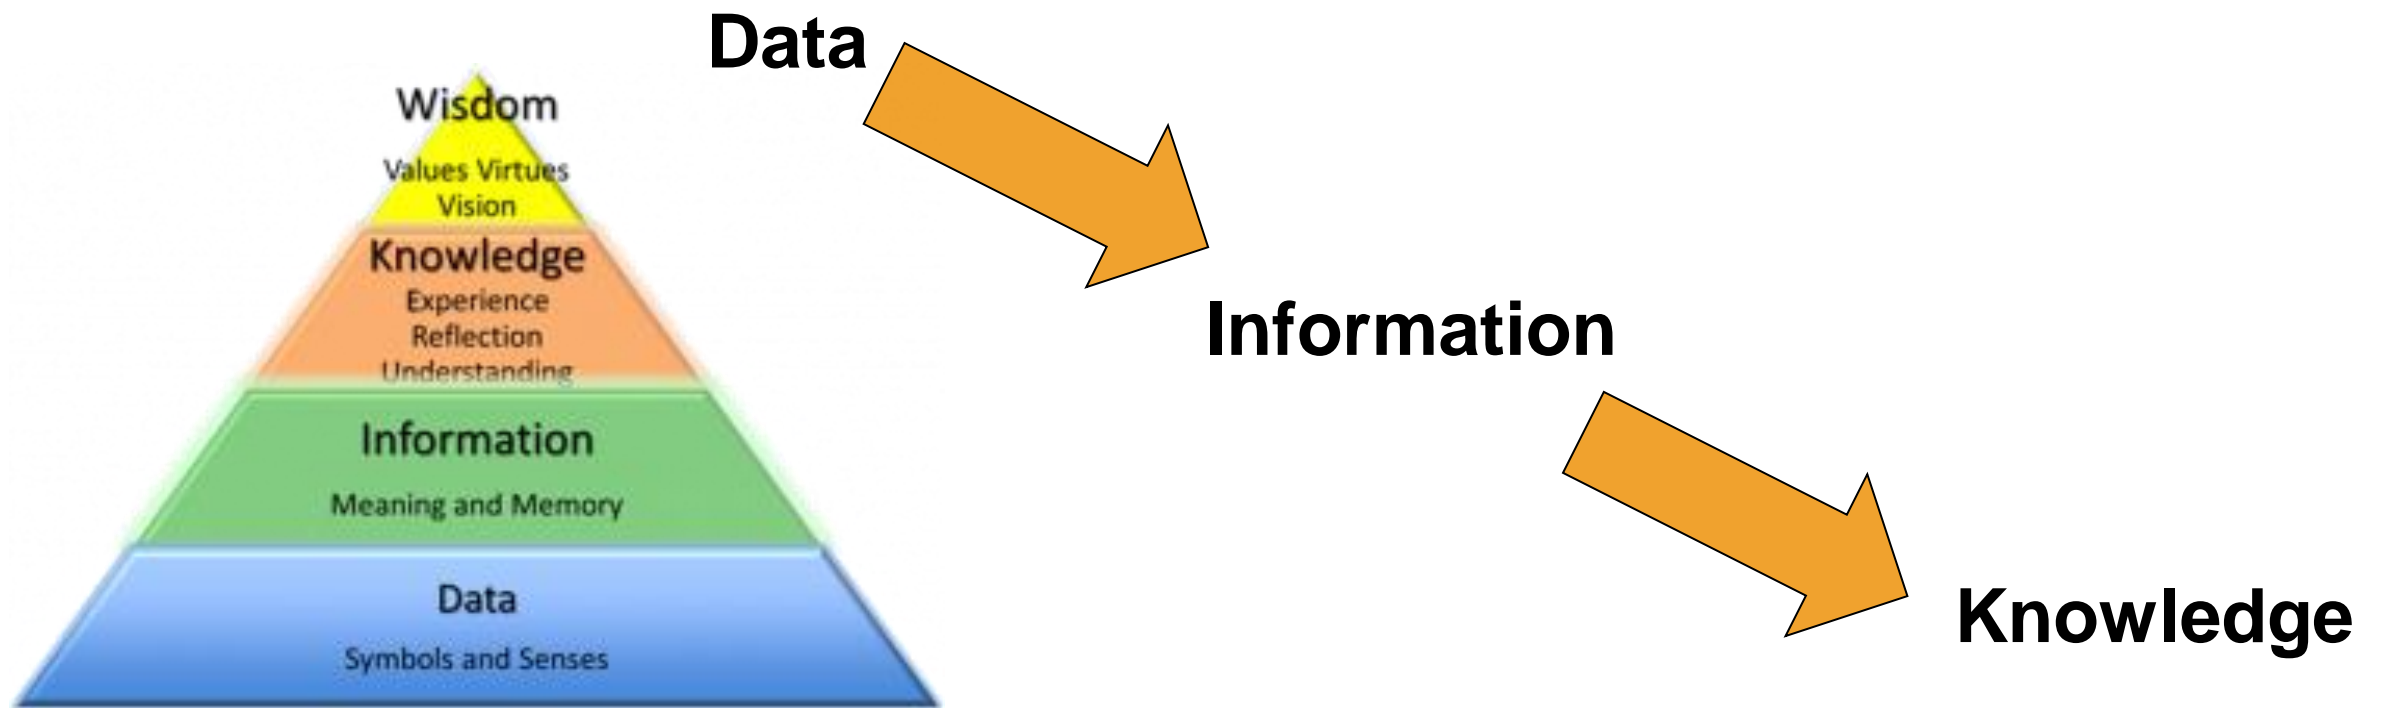 Wisdom
Values Virtues
Vision
Knowledge
Experience
Reflection
Understanding
Information
Meaning and Memory
Data
Symbols and Senses
Data
Information
Knowledge